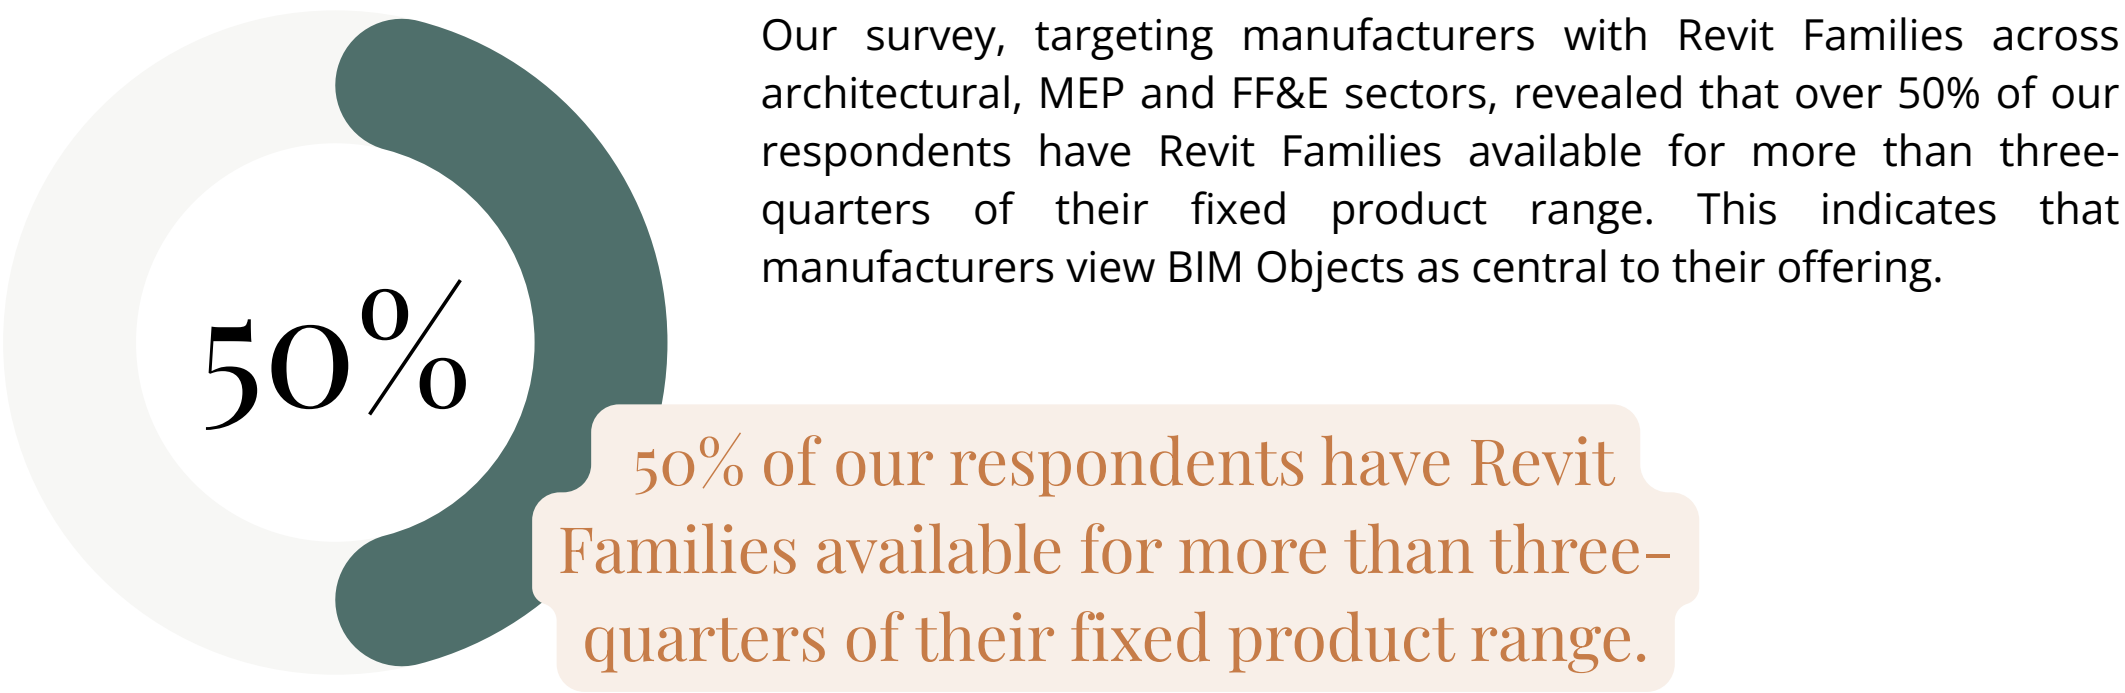 Our survey, targeting manufacturers with Revit Families across
architectural, MEP and FF&E sectors, revealed that over 50% of our
respondents have Revit Families available for more than three-
quarters of their fixed product range. This indicates that
manufacturers view BIM Objects as central to their offering.
50%
50% of our respondents have Revit
Families available for more than three-
quarters of their fixed product range.